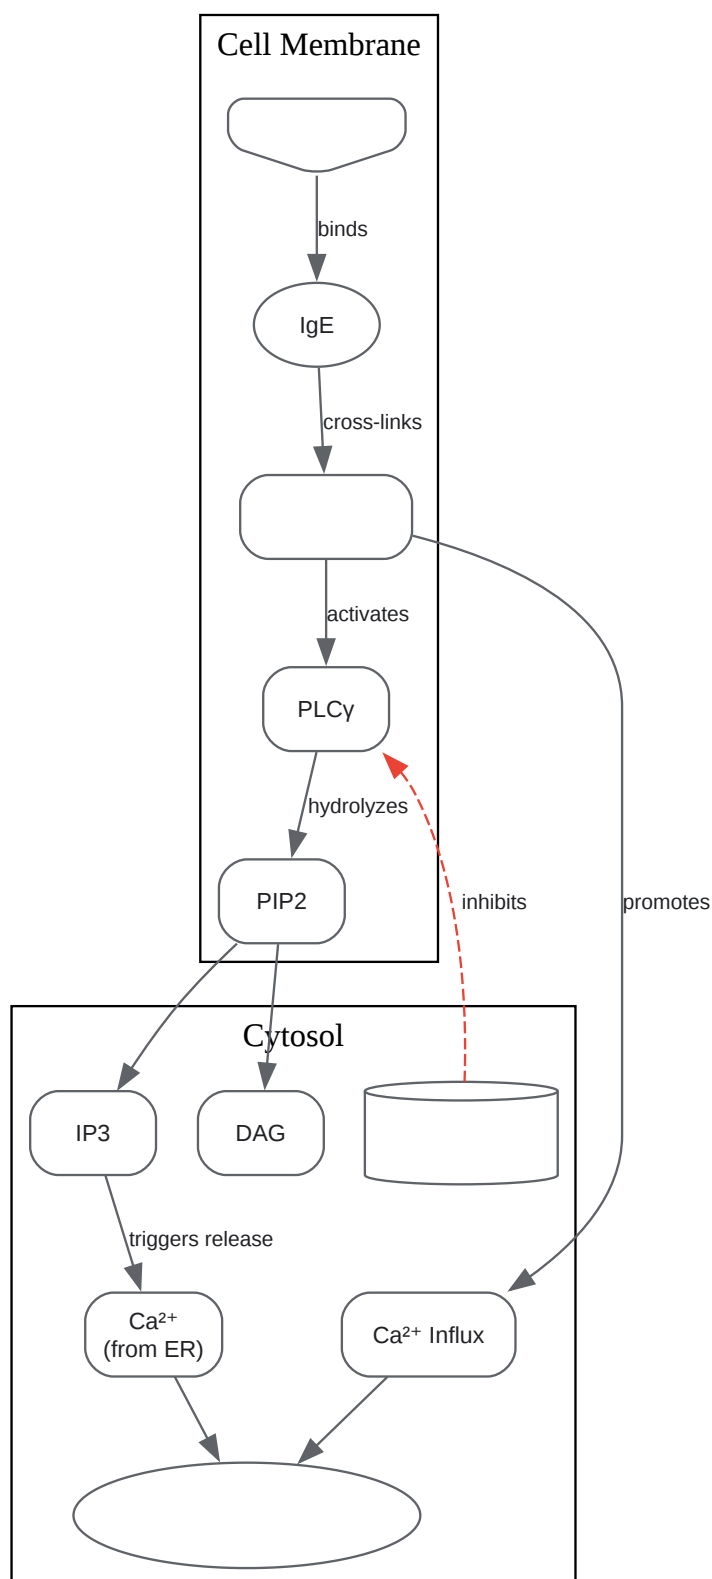 Cell Membrane
binds
IgE
cross-links
activates
PLCγ
hydrolyzes
PIP2
inhibits
promotes
Cytosol
IP3
DAG
triggers release
Ca²⁺
(from ER)
Ca²⁺ Influx